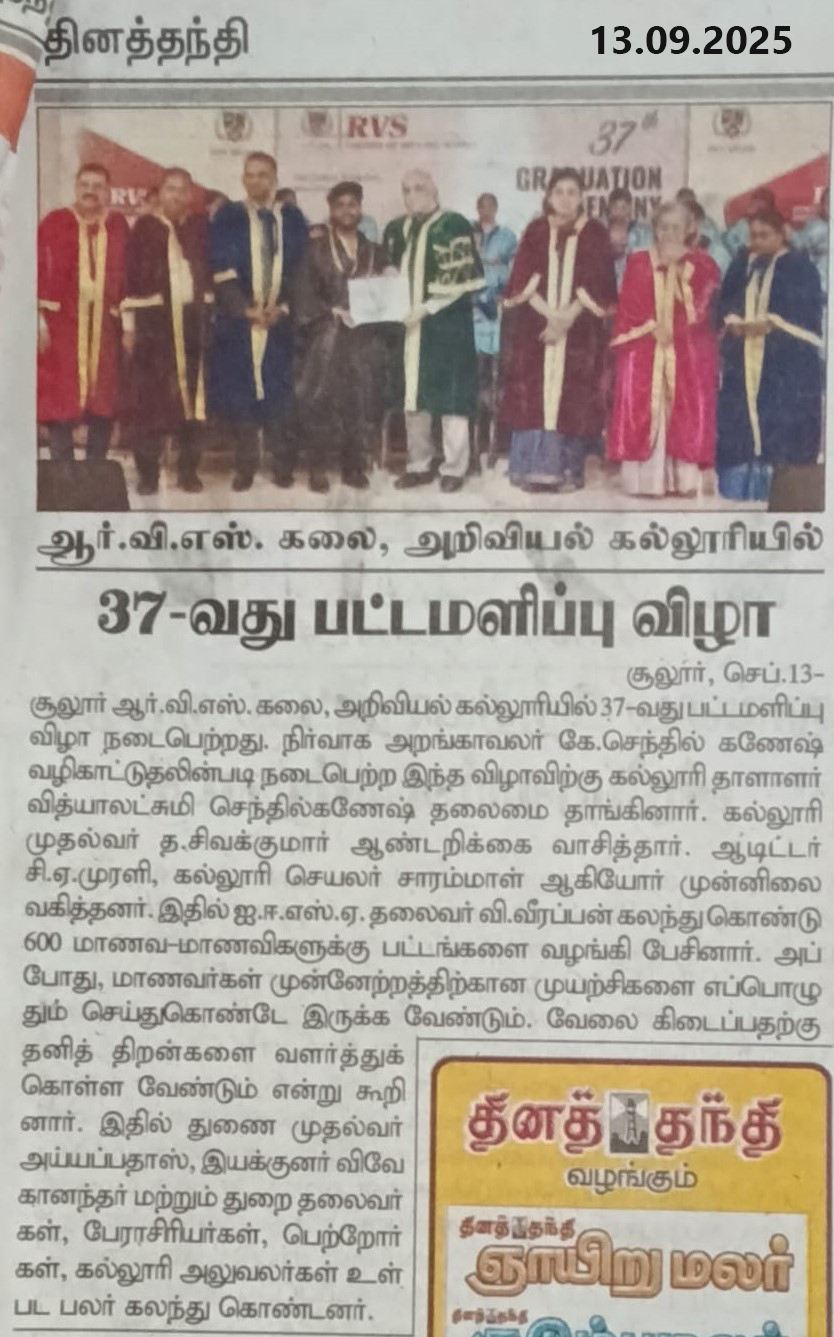 தினத்தந்தி
13.09.2025
RVS
37th
GRADUATION
ஆர்.வி.எஸ். கலை, அறிவியல் கல்லூரியில்
37-வது பட்டமளிப்பு விழா
சூலூர், செப்.13-
சூலூர் ஆர்.வி.எஸ். கலை, அறிவியல் கல்லூரியில் 37-வது பட்டமளிப்பு
விழா நடைபெற்றது. நிர்வாக அறங்காவலர் கே.செந்தில் கணேஷ்
வழிகாட்டுதலின்படி நடைபெற்ற இந்த விழாவிற்கு கல்லூரி தாளாளர்
வித்யாலட்சுமி செந்தில்கணேஷ் தலைமை தாங்கினார். கல்லூரி
முதல்வர் த.சிவக்குமார் ஆண்டறிக்கை வாசித்தார். ஆடிட்டர்
சி.ஏ.முரளி, கல்லூரி செயலர் சாரம்மாள் ஆகியோர் முன்னிலை
வகித்தனர். இதில் ஐ.ஈ.எஸ்.ஏ. தலைவர் வி.வீரப்பன் கலந்து கொண்டு
600 மாணவ-மாணவிகளுக்கு பட்டங்களை வழங்கி பேசினார். அப்
போது, மாணவர்கள் முன்னேற்றத்திற்கான முயற்சிகளை எப்பொழு
தும் செய்துகொண்டே இருக்க வேண்டும். வேலை கிடைப்பதற்கு
தனித் திறன்களை வளர்த்துக்
கொள்ள வேண்டும் என்று கூறி
னார். இதில் துணை முதல்வர்
அய்யப்பதாஸ், இயக்குனர் விவே
கானந்தர் மற்றும் துறை தலைவர்
கள், பேராசிரியர்கள், பெற்றோர்
கள், கல்லூரி அலுவலர்கள் உள்
பட பலர் கலந்து கொண்டனர்.
தினத்தந்தி
வழங்கும்
தினத்தந்தி
ஞாயிறு மலர்
தினத்தந்தி